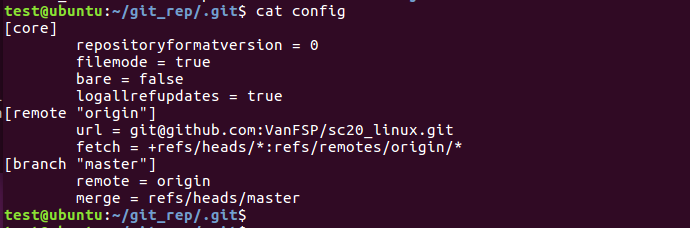 test@ubuntu:~/git_rep/.git$ cat config
[core]
        repositoryformatversion = 0
        filemode = true
        bare = false
        logallrefupdates = true
[remote "origin"]
        url = git@github.com:VanFSP/sc20_linux.git
        fetch = +refs/heads/*:refs/remotes/origin/*
[branch "master"]
        remote = origin
        merge = refs/heads/master
test@ubuntu:~/git_rep/.git$